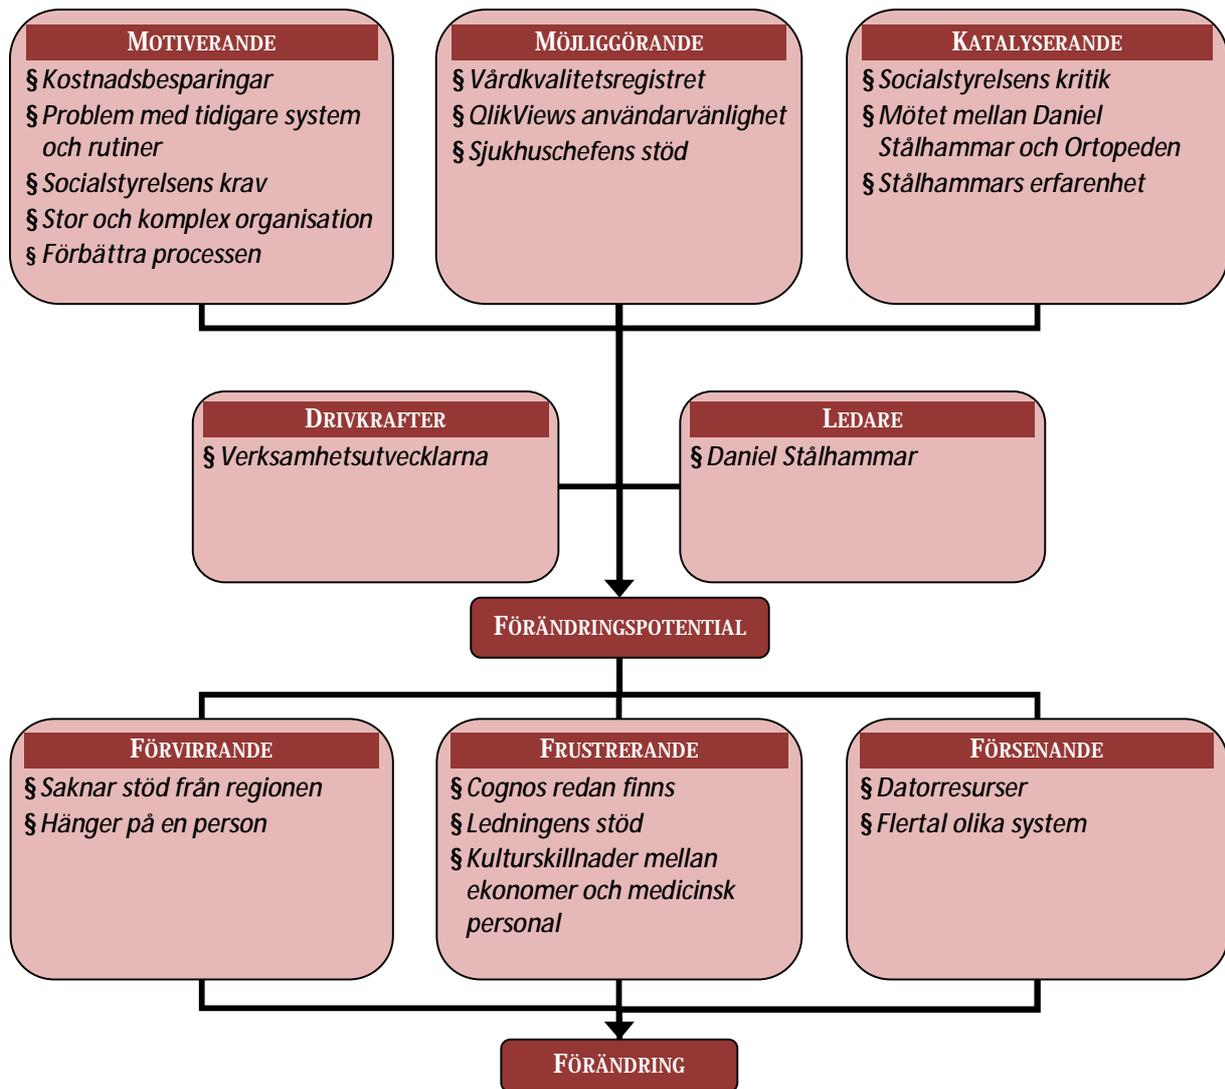 MOTIVERANDE
§ Kostnadsbesparingar
§ Problem med tidigare system
och rutiner
§ Socialstyrelsens krav
§ Stor och komplex organisation
§ Förbättra processen
MÖJLIGGÖRANDE
§ Vårdkvalitetsregistret
§ QlikViews användarvänlighet
§ Sjukhuschefens stöd
KATALYSERANDE
§ Socialstyrelsens kritik
§ Mötet mellan Daniel
Stålhammar och Ortopeden
§ Stålhammars erfarenhet
DRIVKRAFTER
§ Verksamhetsutvecklarna
LEDARE
§ Daniel Stålhammar
FÖRÄNDRINGSPOTENTIAL
FÖRVIRRANDE
§ Saknar stöd från regionen
§ Hänger på en person
FRUSTRERANDE
§ Cognos redan finns
§ Ledningens stöd
§ Kulturskillnader mellan
ekonomer och medicinsk
personal
FÖRSENANDE
§ Datorresurser
§ Flertal olika system
FÖRÄNDRING